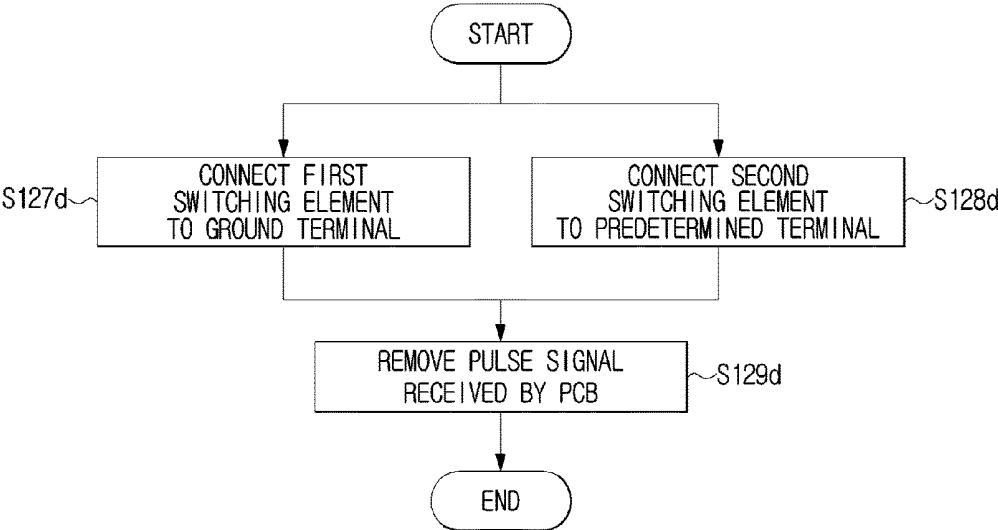 START
CONNECT FIRST
SWITCHING ELEMENT
TO GROUND TERMINAL
S127d
CONNECT SECOND
SWITCHING ELEMENT
TO PREDETERMINED TERMINAL
S128d
REMOVE PULSE SIGNAL
RECEIVED BY PCB
S129d
END